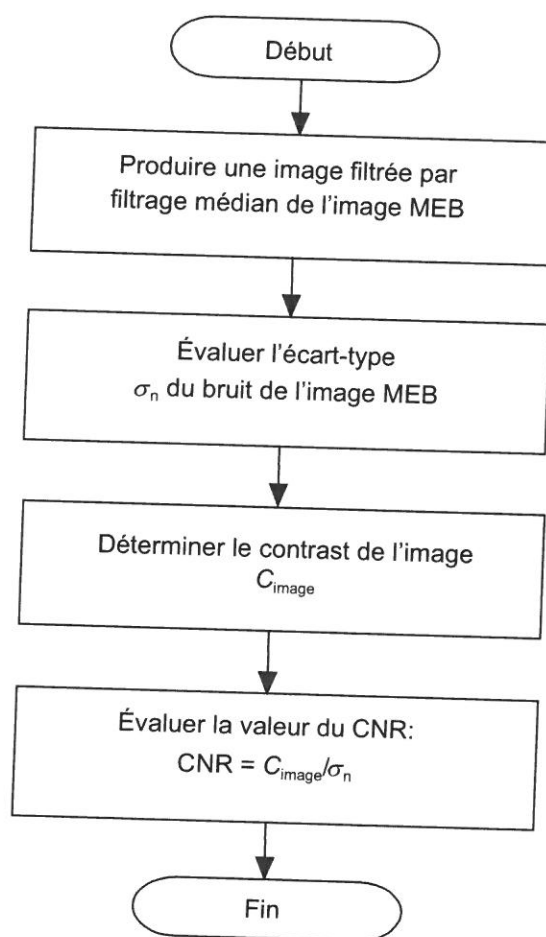 Début
Produire une image filtrée par
filtrage médian de l'image MEB
Évaluer l'écart-type
σn du bruit de l'image MEB
Déterminer le contrast de l'image
Cimage
Évaluer la valeur du CNR:
CNR = Cimage/σn
Fin